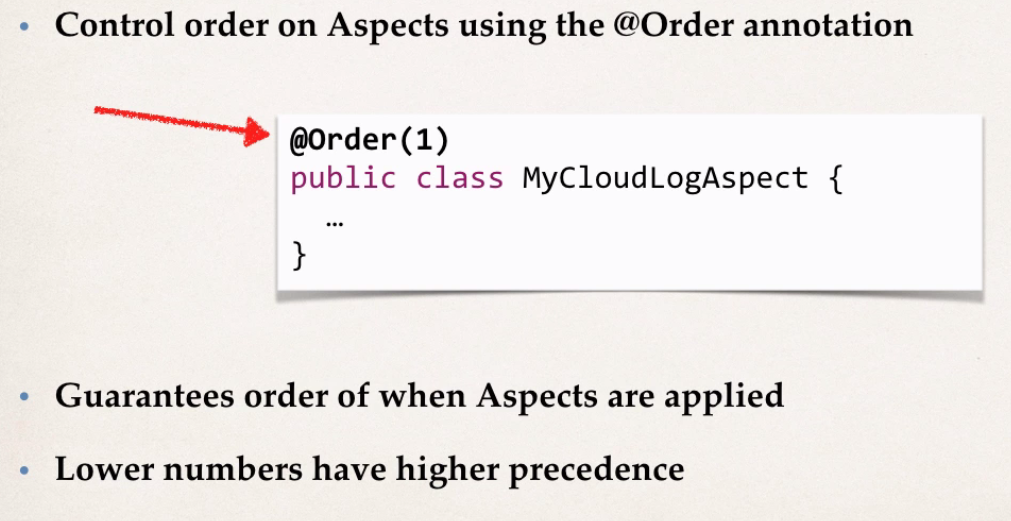 • Control order on Aspects using the @Order annotation
@Order(1)
public class MyCloudLogAspect {
…
}
• Guarantees order of when Aspects are applied
• Lower numbers have higher precedence